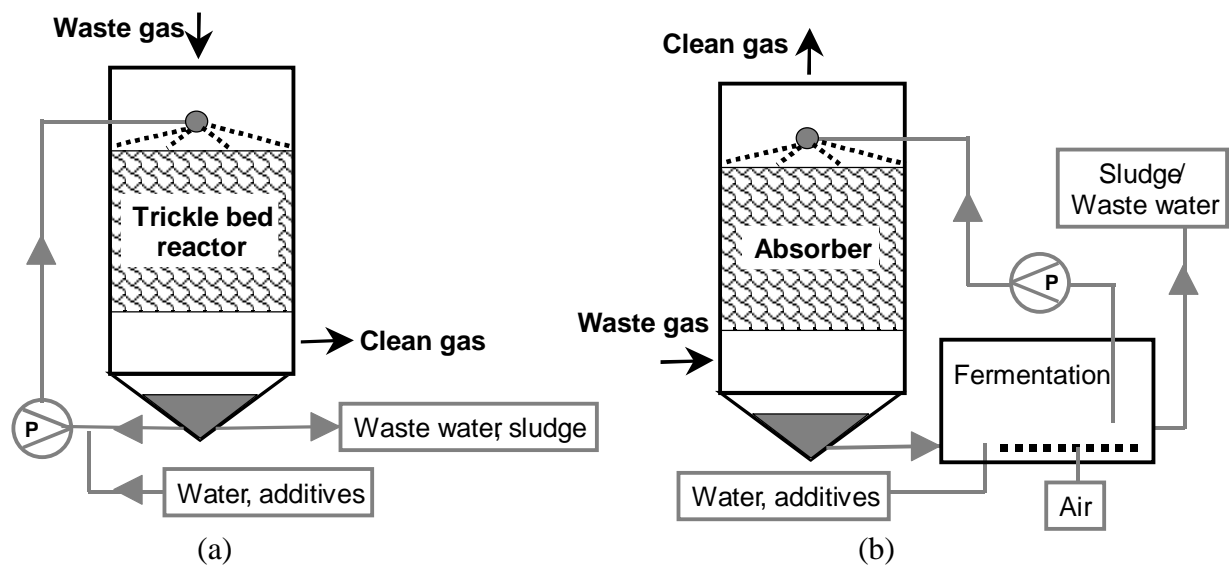 Waste gas
Trickle bed
reactor
Clean gas
P
Waste water, sludge
Water, additives
(a)
Clean gas
Absorber
Waste gas
P
Sludge/
Waste water
Fermentation
Water, additives
Air
(b)